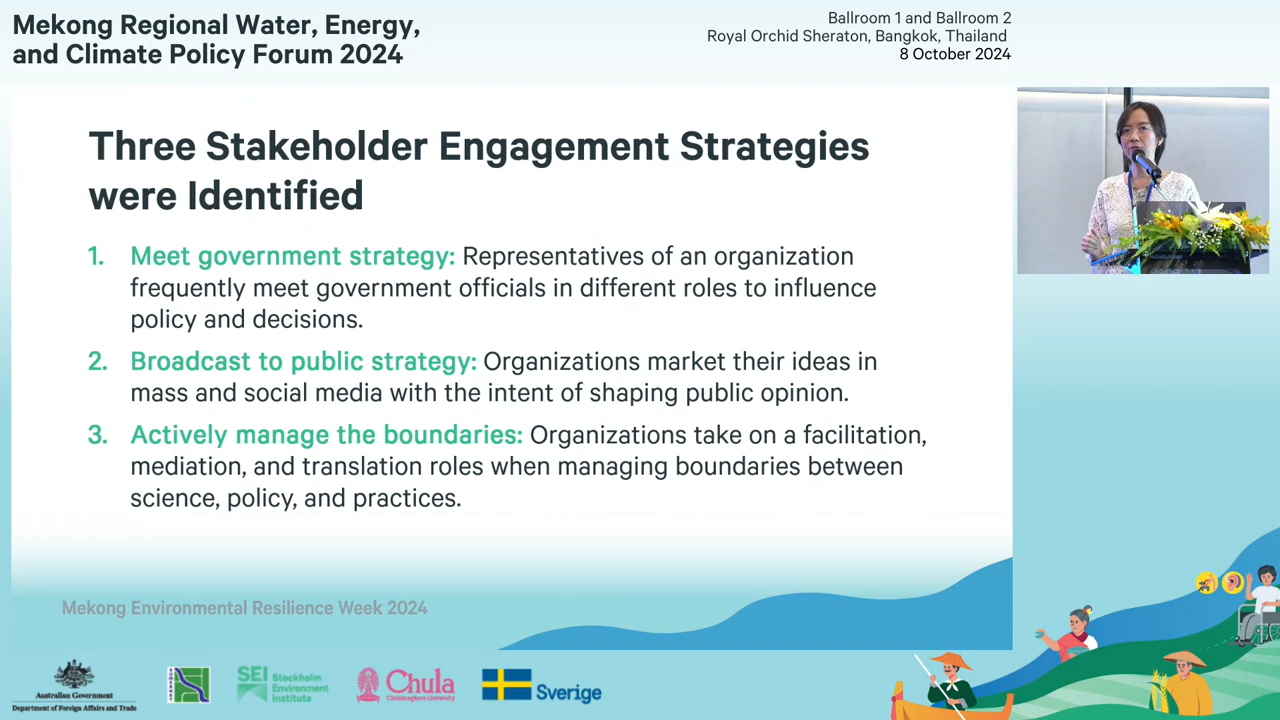 Mekong Regional Water, Energy,
and Climate Policy Forum 2024
Ballroom 1 and Ballroom 2
Royal Orchid Sheraton, Bangkok, Thailand
8 October 2024
Three Stakeholder Engagement Strategies
were Identified
1. Meet government strategy: Representatives of an organization
frequently meet government officials in different roles to influence
policy and decisions.
2. Broadcast to public strategy: Organizations market their ideas in
mass and social media with the intent of shaping public opinion.
3. Actively manage the boundaries: Organizations take on a facilitation,
mediation, and translation roles when managing boundaries between
science, policy, and practices.
Mekong Environmental Resilience Week 2024
Australian Government
Department of Foreign Affairs and Trade
SEI Stockholm
Environment
Institute
Chula
Chulalongkorn University
Sverige